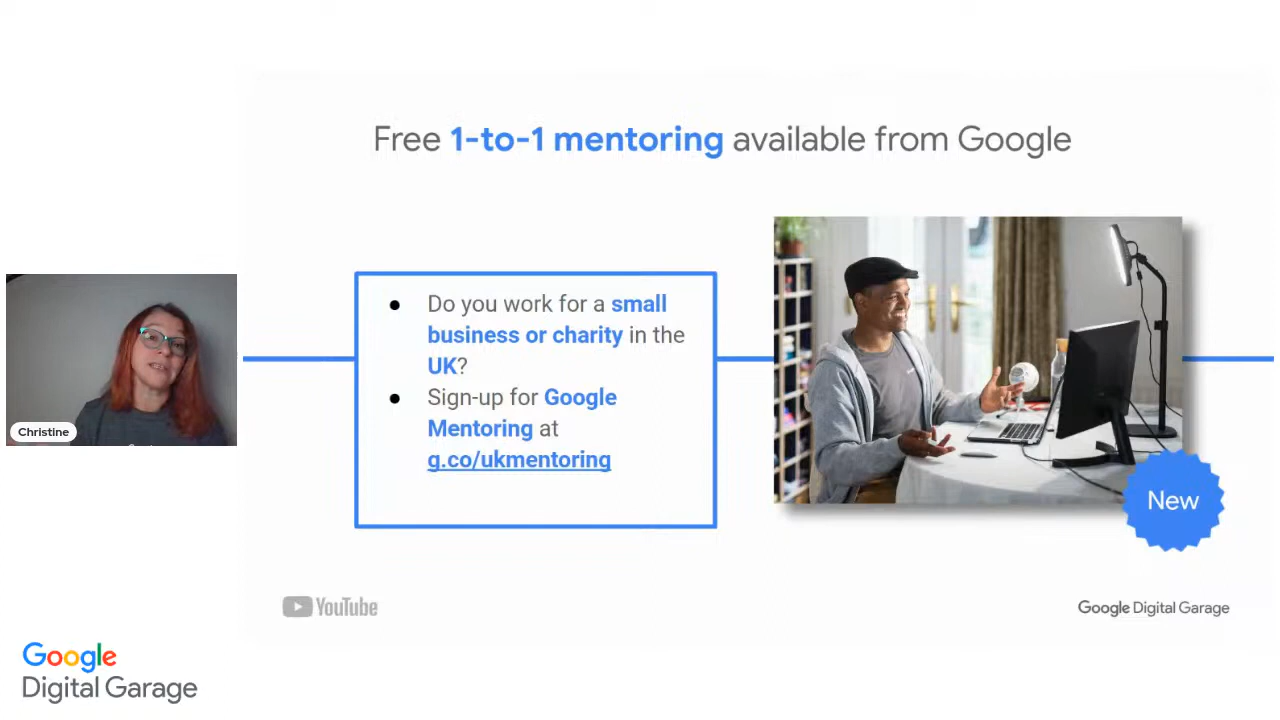 Free 1-to-1 mentoring available from Google
● Do you work for a small
business or charity in the
UK?
● Sign-up for Google
Mentoring at
g.co/ukmentoring
Christine
New
YouTube
Google Digital Garage
Google
Digital Garage